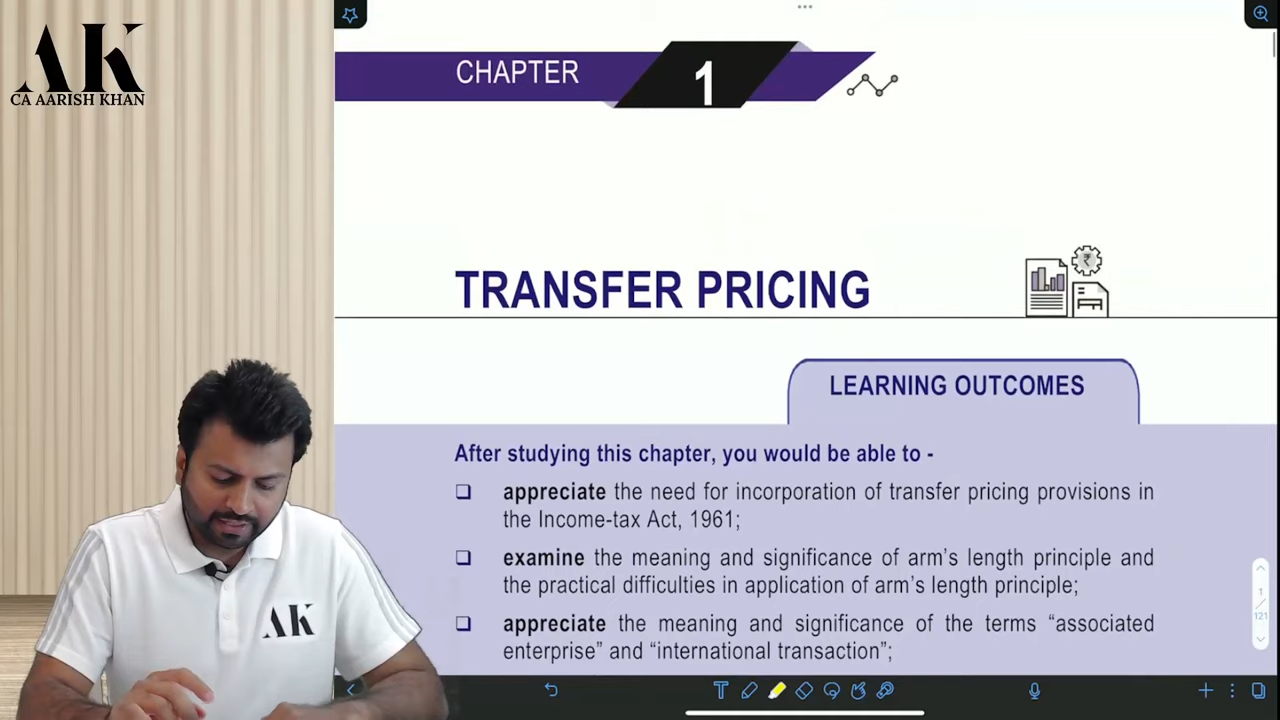 AK
CA AARISH KHAN
CHAPTER 1
TRANSFER PRICING
₹
LEARNING OUTCOMES
After studying this chapter, you would be able to -
❑ appreciate the need for incorporation of transfer pricing provisions in
the Income-tax Act, 1961;
❑ examine the meaning and significance of arm's length principle and
the practical difficulties in application of arm's length principle;
❑ appreciate the meaning and significance of the terms “associated
enterprise” and “international transaction”;
AK
1
121
T